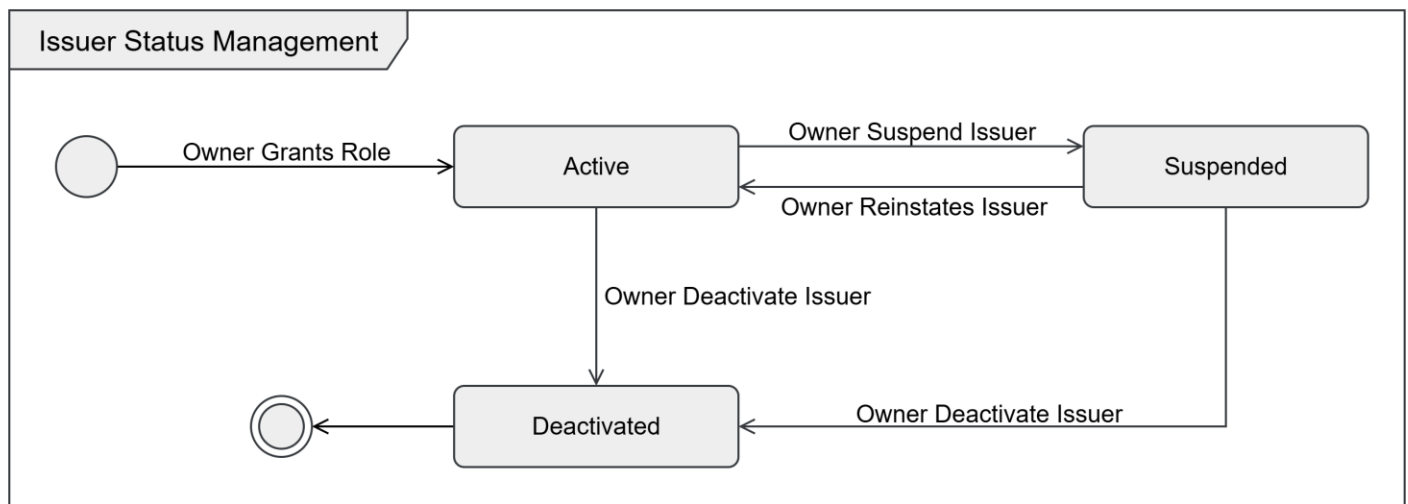 Issuer Status Management
Owner Grants Role
Active
Owner Suspend Issuer
Suspended
Owner Reinstates Issuer
Owner Deactivate Issuer
Deactivated
Owner Deactivate Issuer